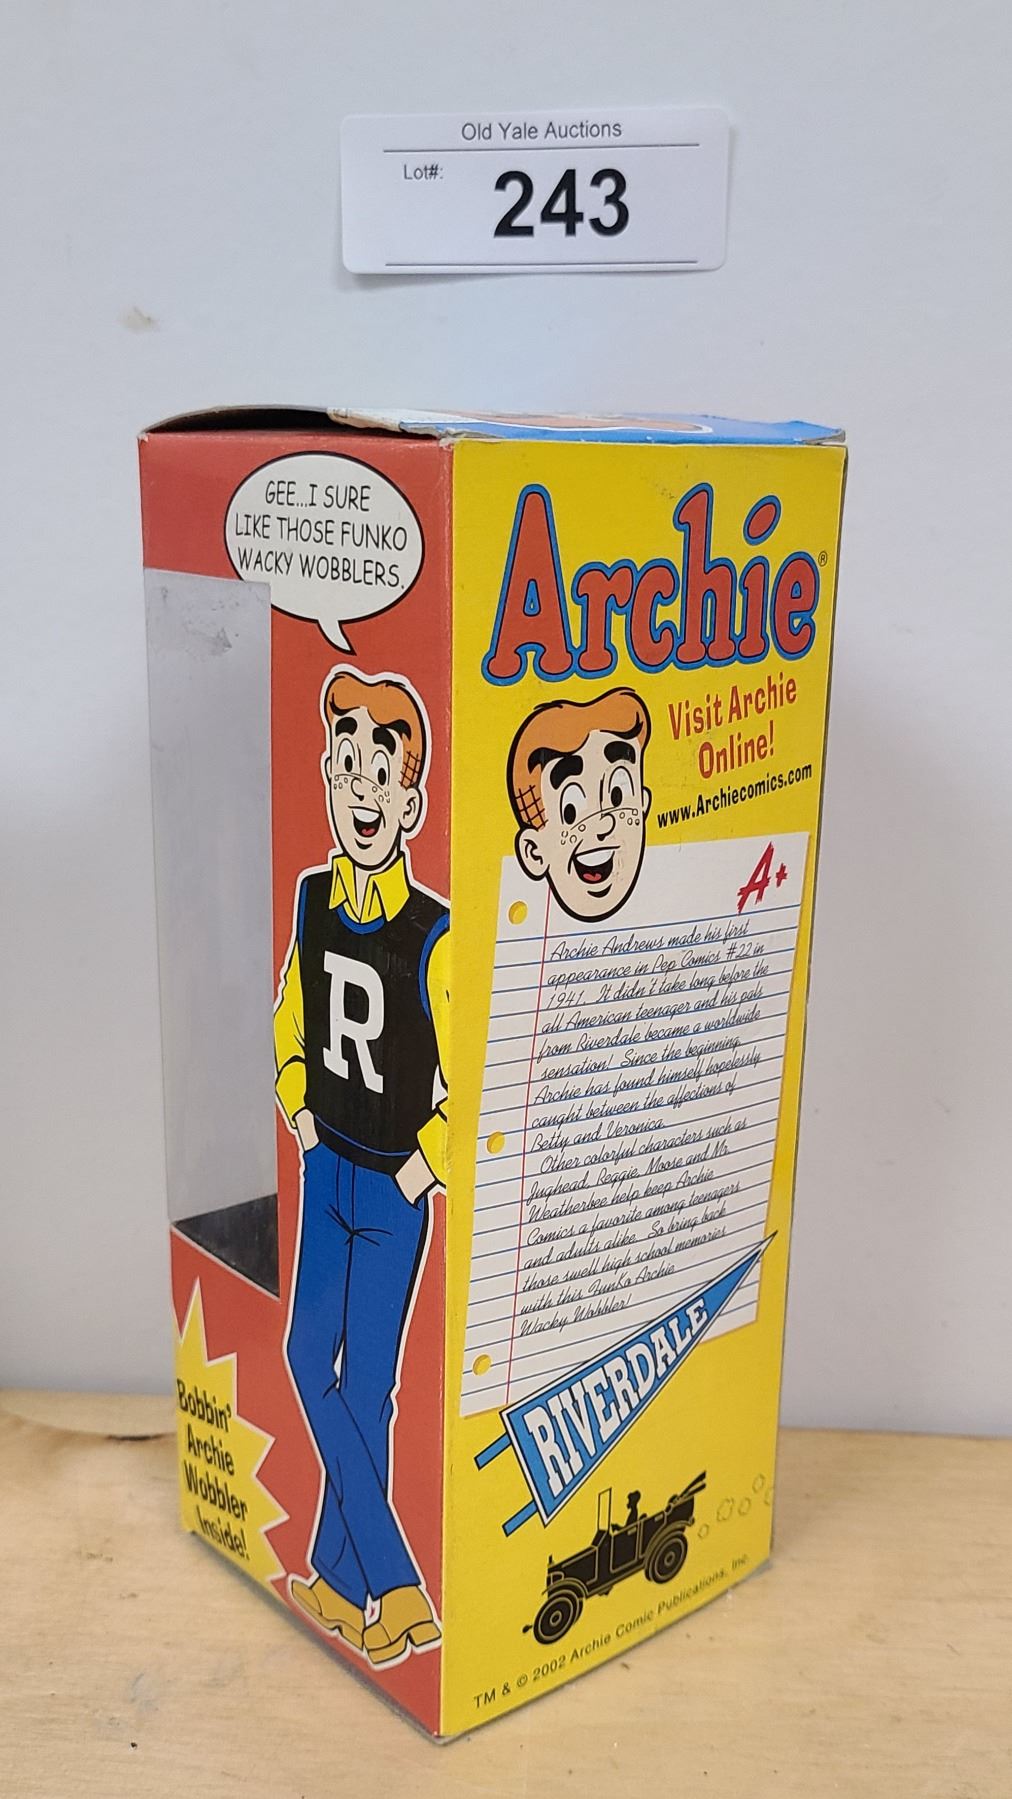 Old Yale Auctions
Lot#:
243
GEE...I SURE
LIKE THOSE FUNKO
WACKY WOBBLERS.
R
Bobbin'
Archie
Wobbler
Inside!
Archie®
Visit Archie
Online!
www.Archiecomics.com
A+
Archie Andrews made his first
appearance in Pep Comics #22 in
1941. It didn't take long before the
all American teenager and his pals
from Riverdale became a worldwide
sensation! Since the beginning,
Archie has found himself hopelessly
caught between the affections of
Betty and Veronica.
Other colorful characters such as
Jughead, Reggie, Moose and Mr.
Weatherbee help keep Archie
Comics a favorite among teenagers
and adults alike. So bring back
those swell high school memories
with this FunKo Archie
Wacky Wobbler!
RIVERDALE
TM & © 2002 Archie Comic Publications, Inc.